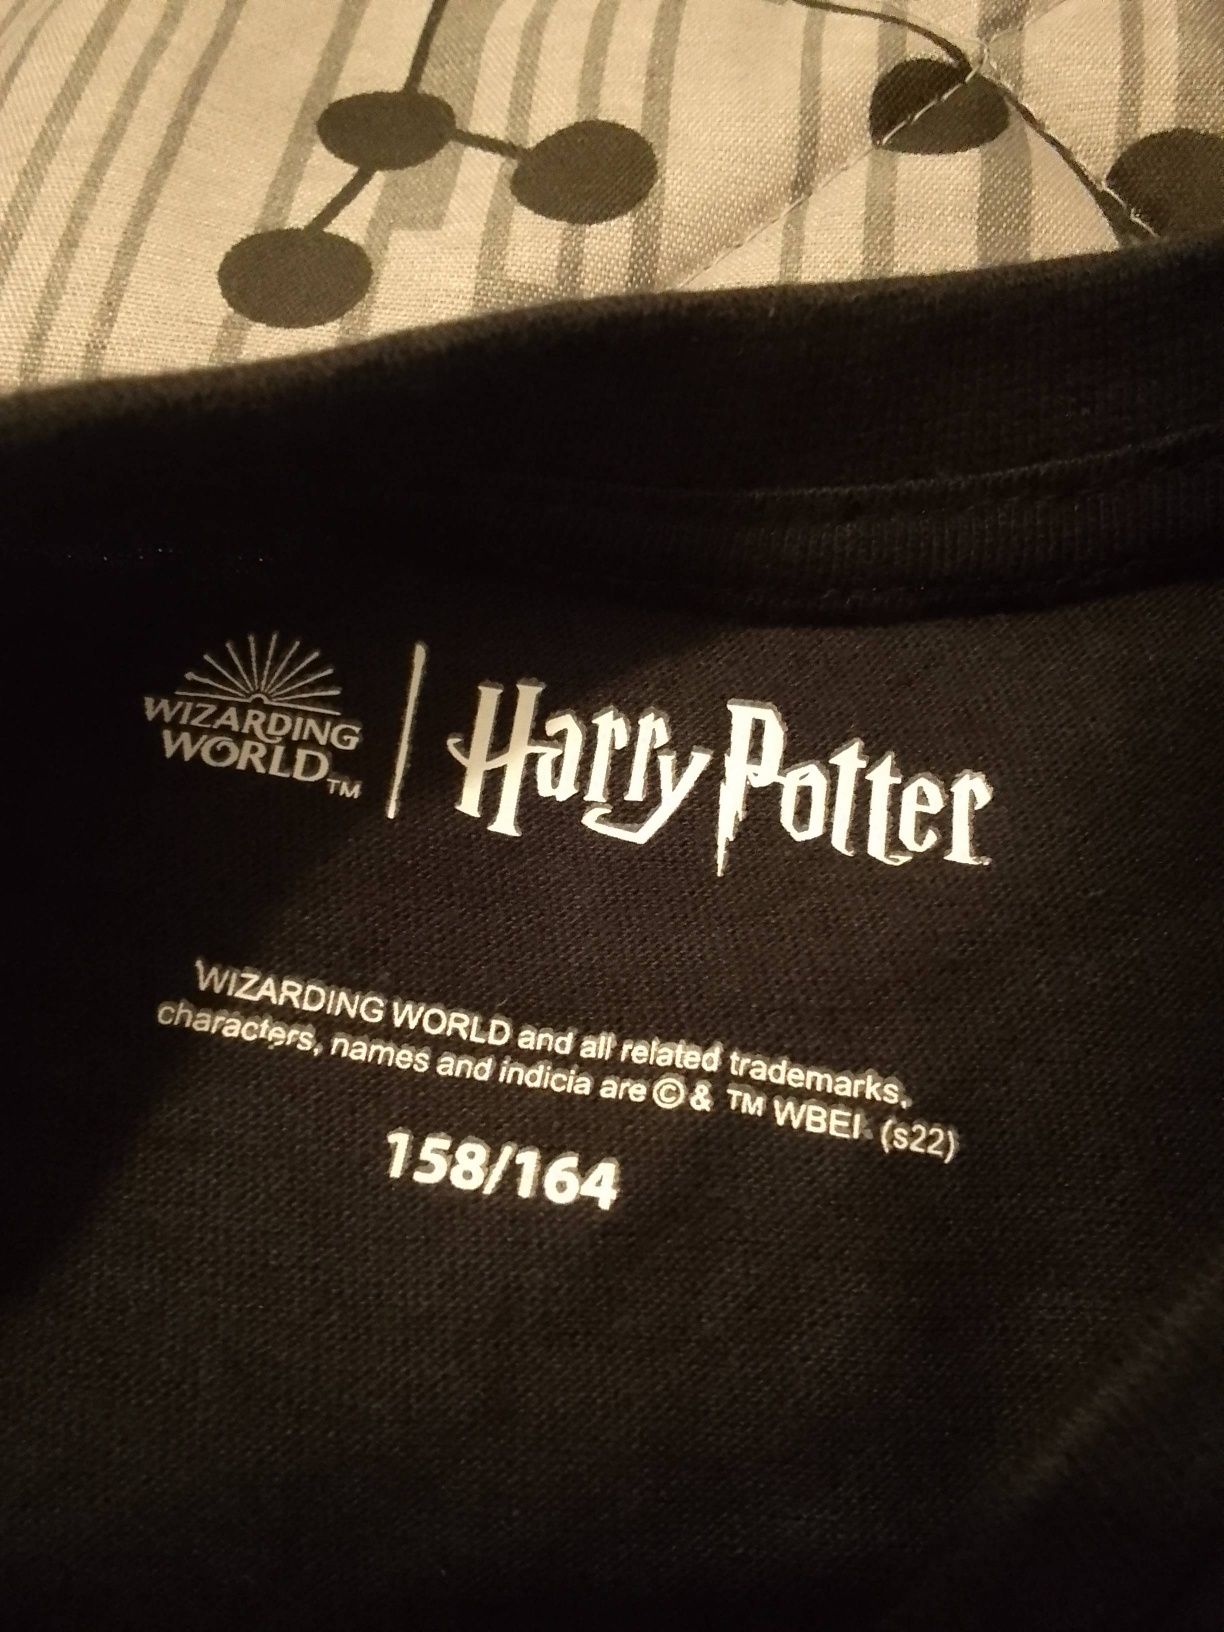 WIZARDING
WORLD™
Harry Potter
WIZARDING WORLD and all related trademarks,
characters, names and indicia are © & ™ WBEI. (s22)
158/164